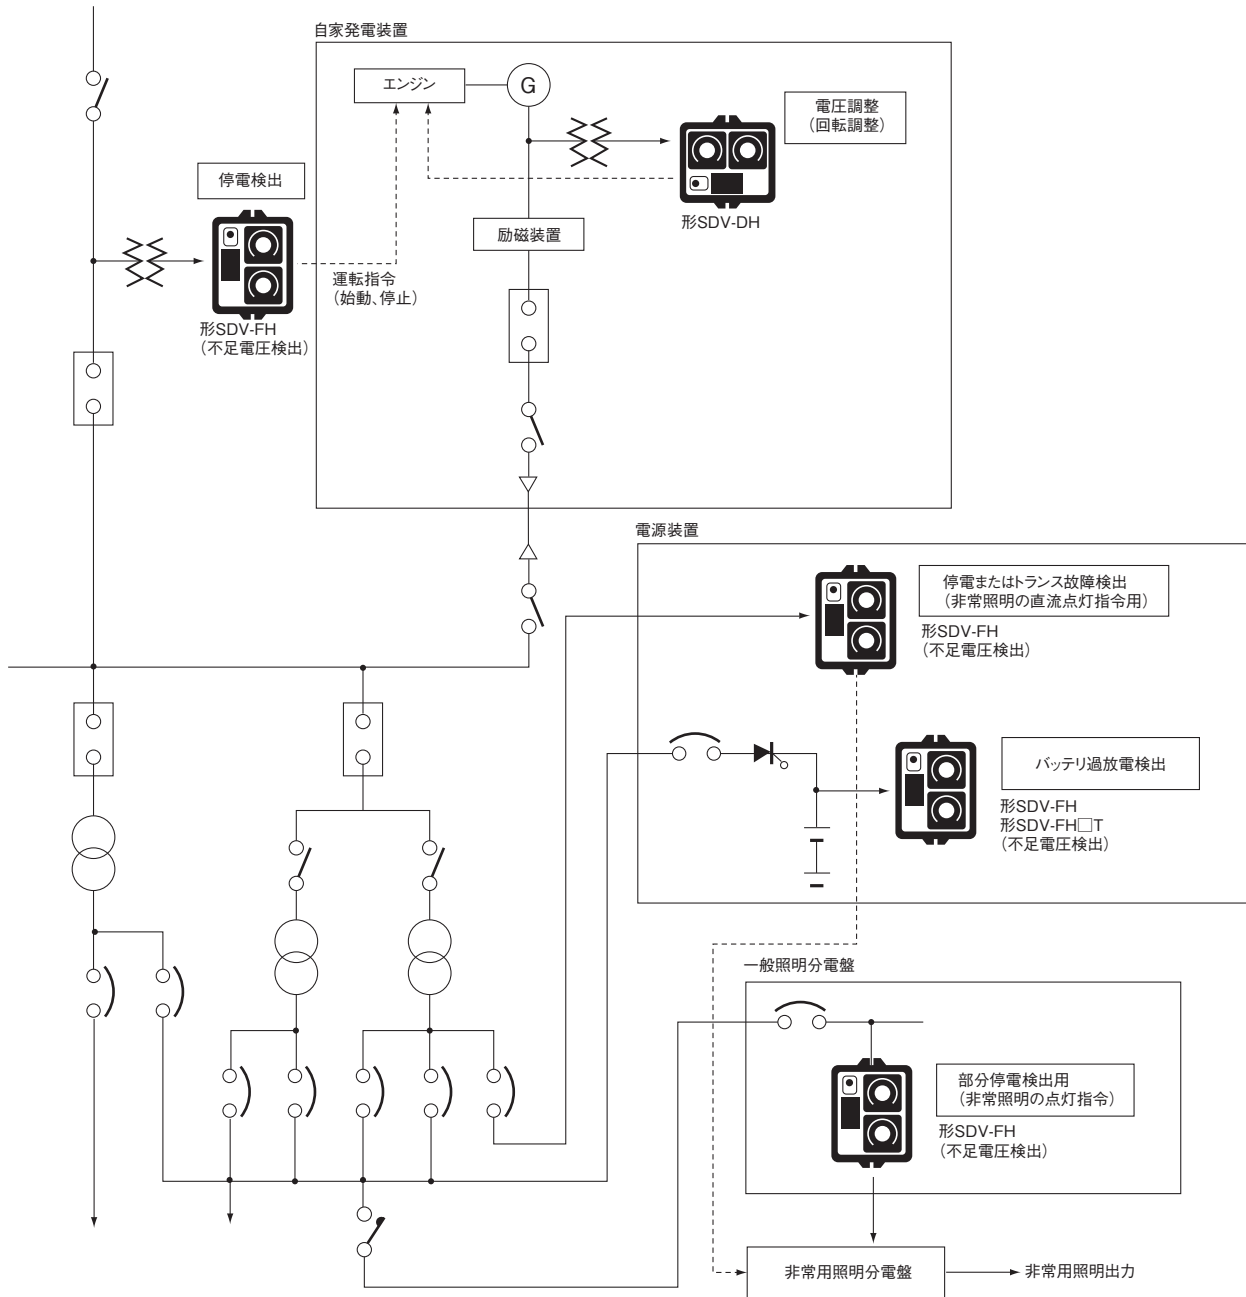 自家発電装置
エンジン
G
電圧調整
（回転調整）
形SDV-DH
停電検出
励磁装置
運転指令
（始動、停止）
形SDV-FH
（不足電圧検出）
電源装置
停電またはトランス故障検出
（非常照明の直流点灯指令用）
形SDV-FH
（不足電圧検出）
バッテリ過放電検出
形SDV-FH
形SDV-FH□T
（不足電圧検出）
一般照明分電盤
部分停電検出用
（非常照明の点灯指令）
形SDV-FH
（不足電圧検出）
非常用照明分電盤
非常用照明出力